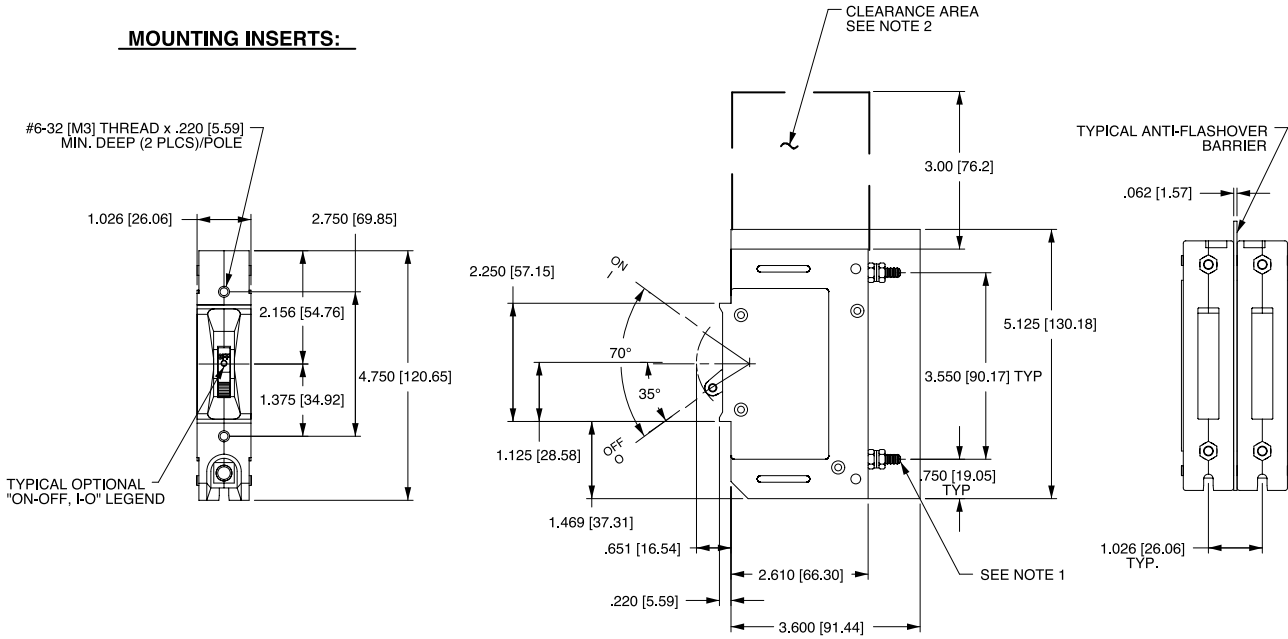 MOUNTING INSERTS:
#6-32 [M3] THREAD x .220 [5.59]
MIN. DEEP (2 PLCS)/POLE
1.026 [26.06]
2.750 [69.85]
2.156 [54.76]
4.750 [120.65]
1.375 [34.92]
OFF
TYPICAL OPTIONAL
"ON-OFF, I-O" LEGEND
CLEARANCE AREA
SEE NOTE 2
3.00 [76.2]
2.250 [57.15]
ON
I
70°
35°
OFF
O
1.125 [28.58]
1.469 [37.31]
.651 [16.54]
.220 [5.59]
5.125 [130.18]
3.550 [90.17] TYP
.750 [19.05]
TYP
2.610 [66.30]
SEE NOTE 1
3.600 [91.44]
TYPICAL ANTI-FLASHOVER
BARRIER
.062 [1.57]
1.026 [26.06]
TYP.